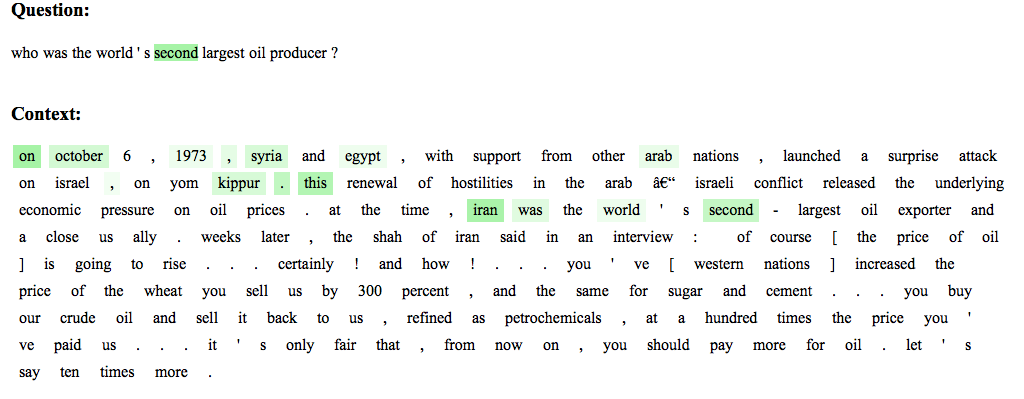 Question:
who was the world ' s second largest oil producer ?
Context:
on october 6 , 1973 , syria and egypt , with support from other arab nations , launched a surprise attack
on israel , on yom kippur . this renewal of hostilities in the arab â€“ israeli conflict released the underlying
economic pressure on oil prices . at the time , iran was the world ' s second - largest oil exporter and
a close us ally . weeks later , the shah of iran said in an interview : of course [ the price of oil
] is going to rise . . . certainly ! and how ! . . . you ' ve [ western nations ] increased the
price of the wheat you sell us by 300 percent , and the same for sugar and cement . . . you buy
our crude oil and sell it back to us , refined as petrochemicals , at a hundred times the price you '
ve paid us . . . it ' s only fair that , from now on , you should pay more for oil . let ' s
say ten times more .